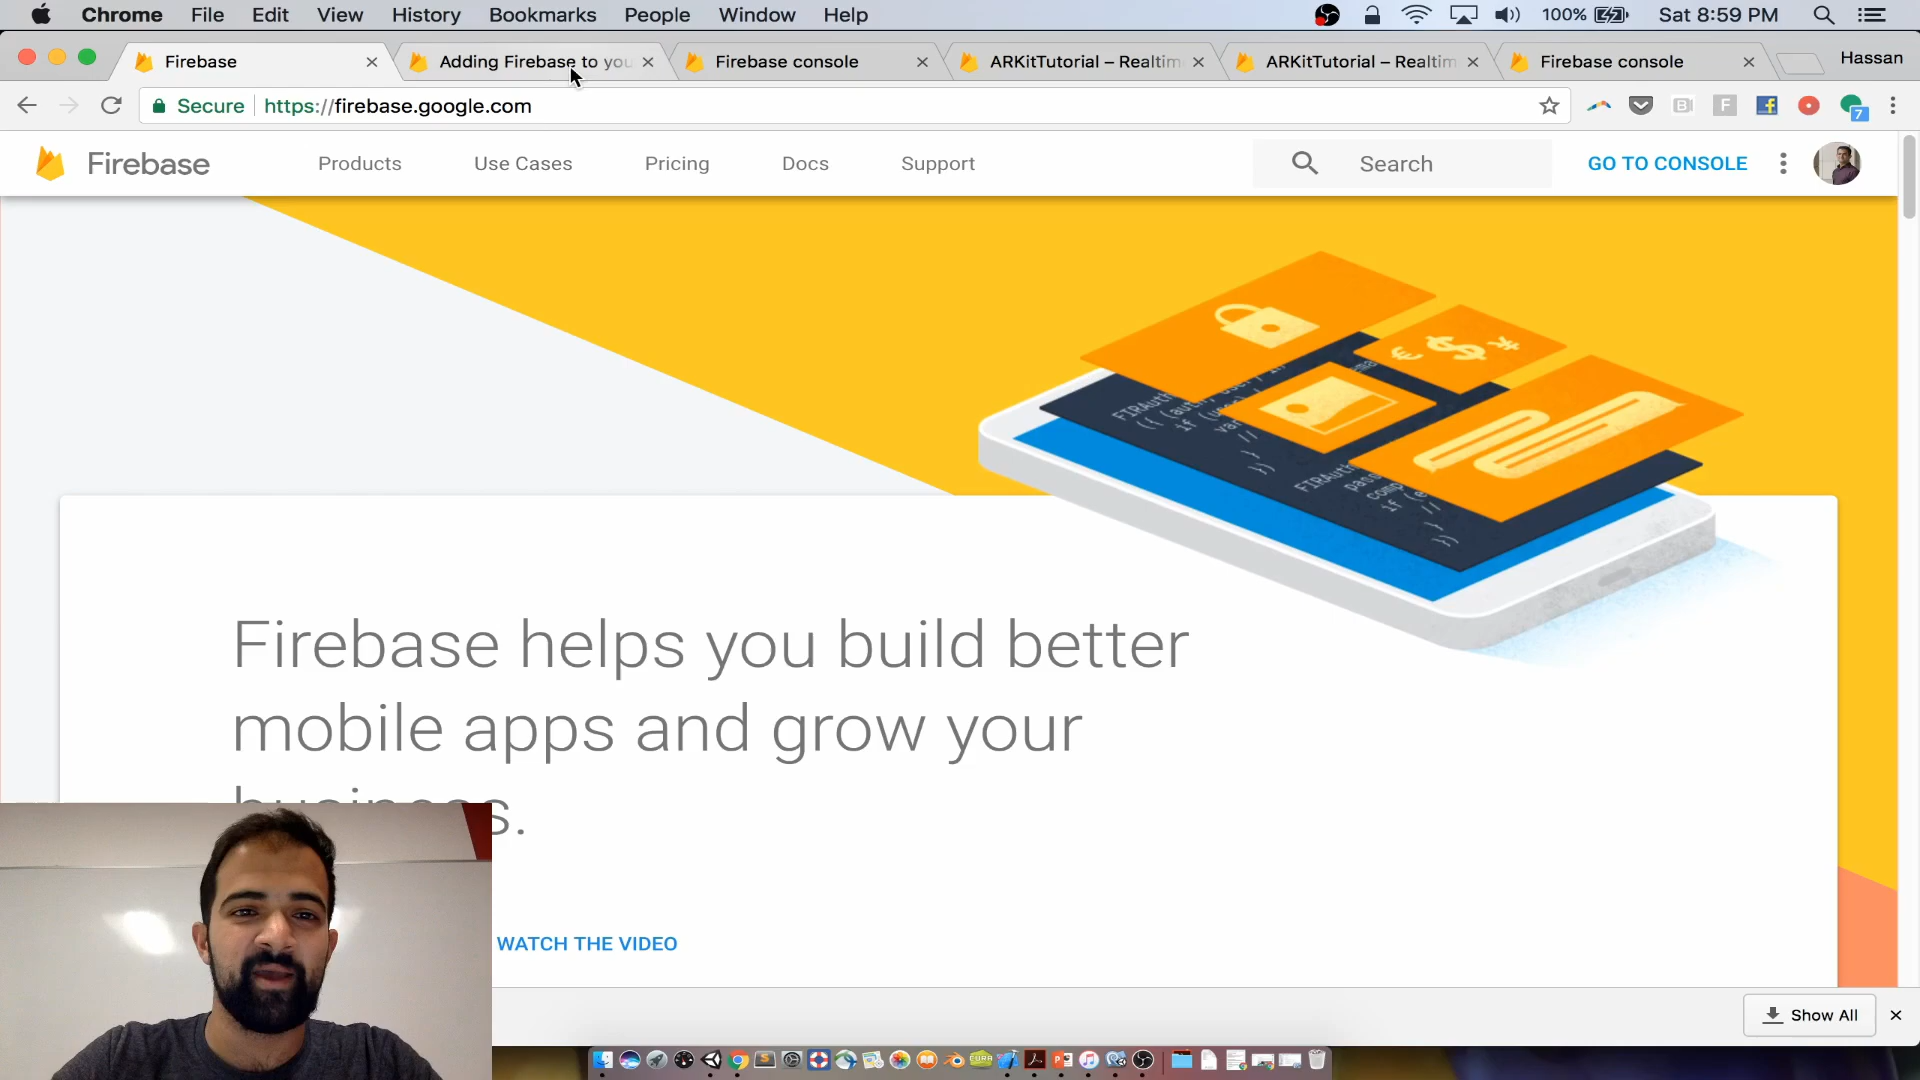 Chrome File Edit View History Bookmarks People Window Help 100% Sat 8:59 PM
Firebase Adding Firebase to you Firebase console ARKitTutorial – Realtim ARKitTutorial – Realtim Firebase console Hassan
Secure https://firebase.google.com 7
Firebase Products Use Cases Pricing Docs Support Search GO TO CONSOLE
Firebase helps you build better
mobile apps and grow your
business.
WATCH THE VIDEO
Show All